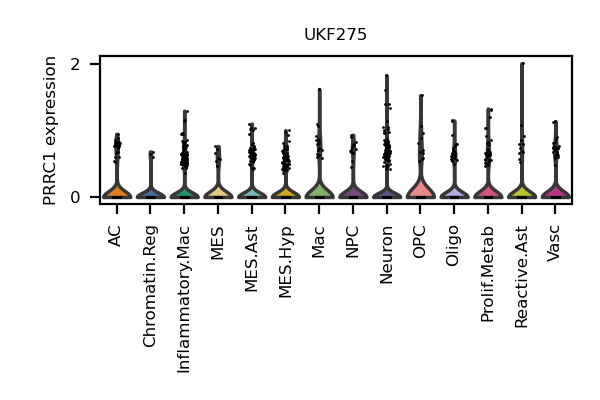 UKF275
PRRC1 expression
2
0
AC
Chromatin.Reg
Inflammatory.Mac
MES
MES.Ast
MES.Hyp
Mac
NPC
Neuron
OPC
Oligo
Prolif.Metab
Reactive.Ast
Vasc